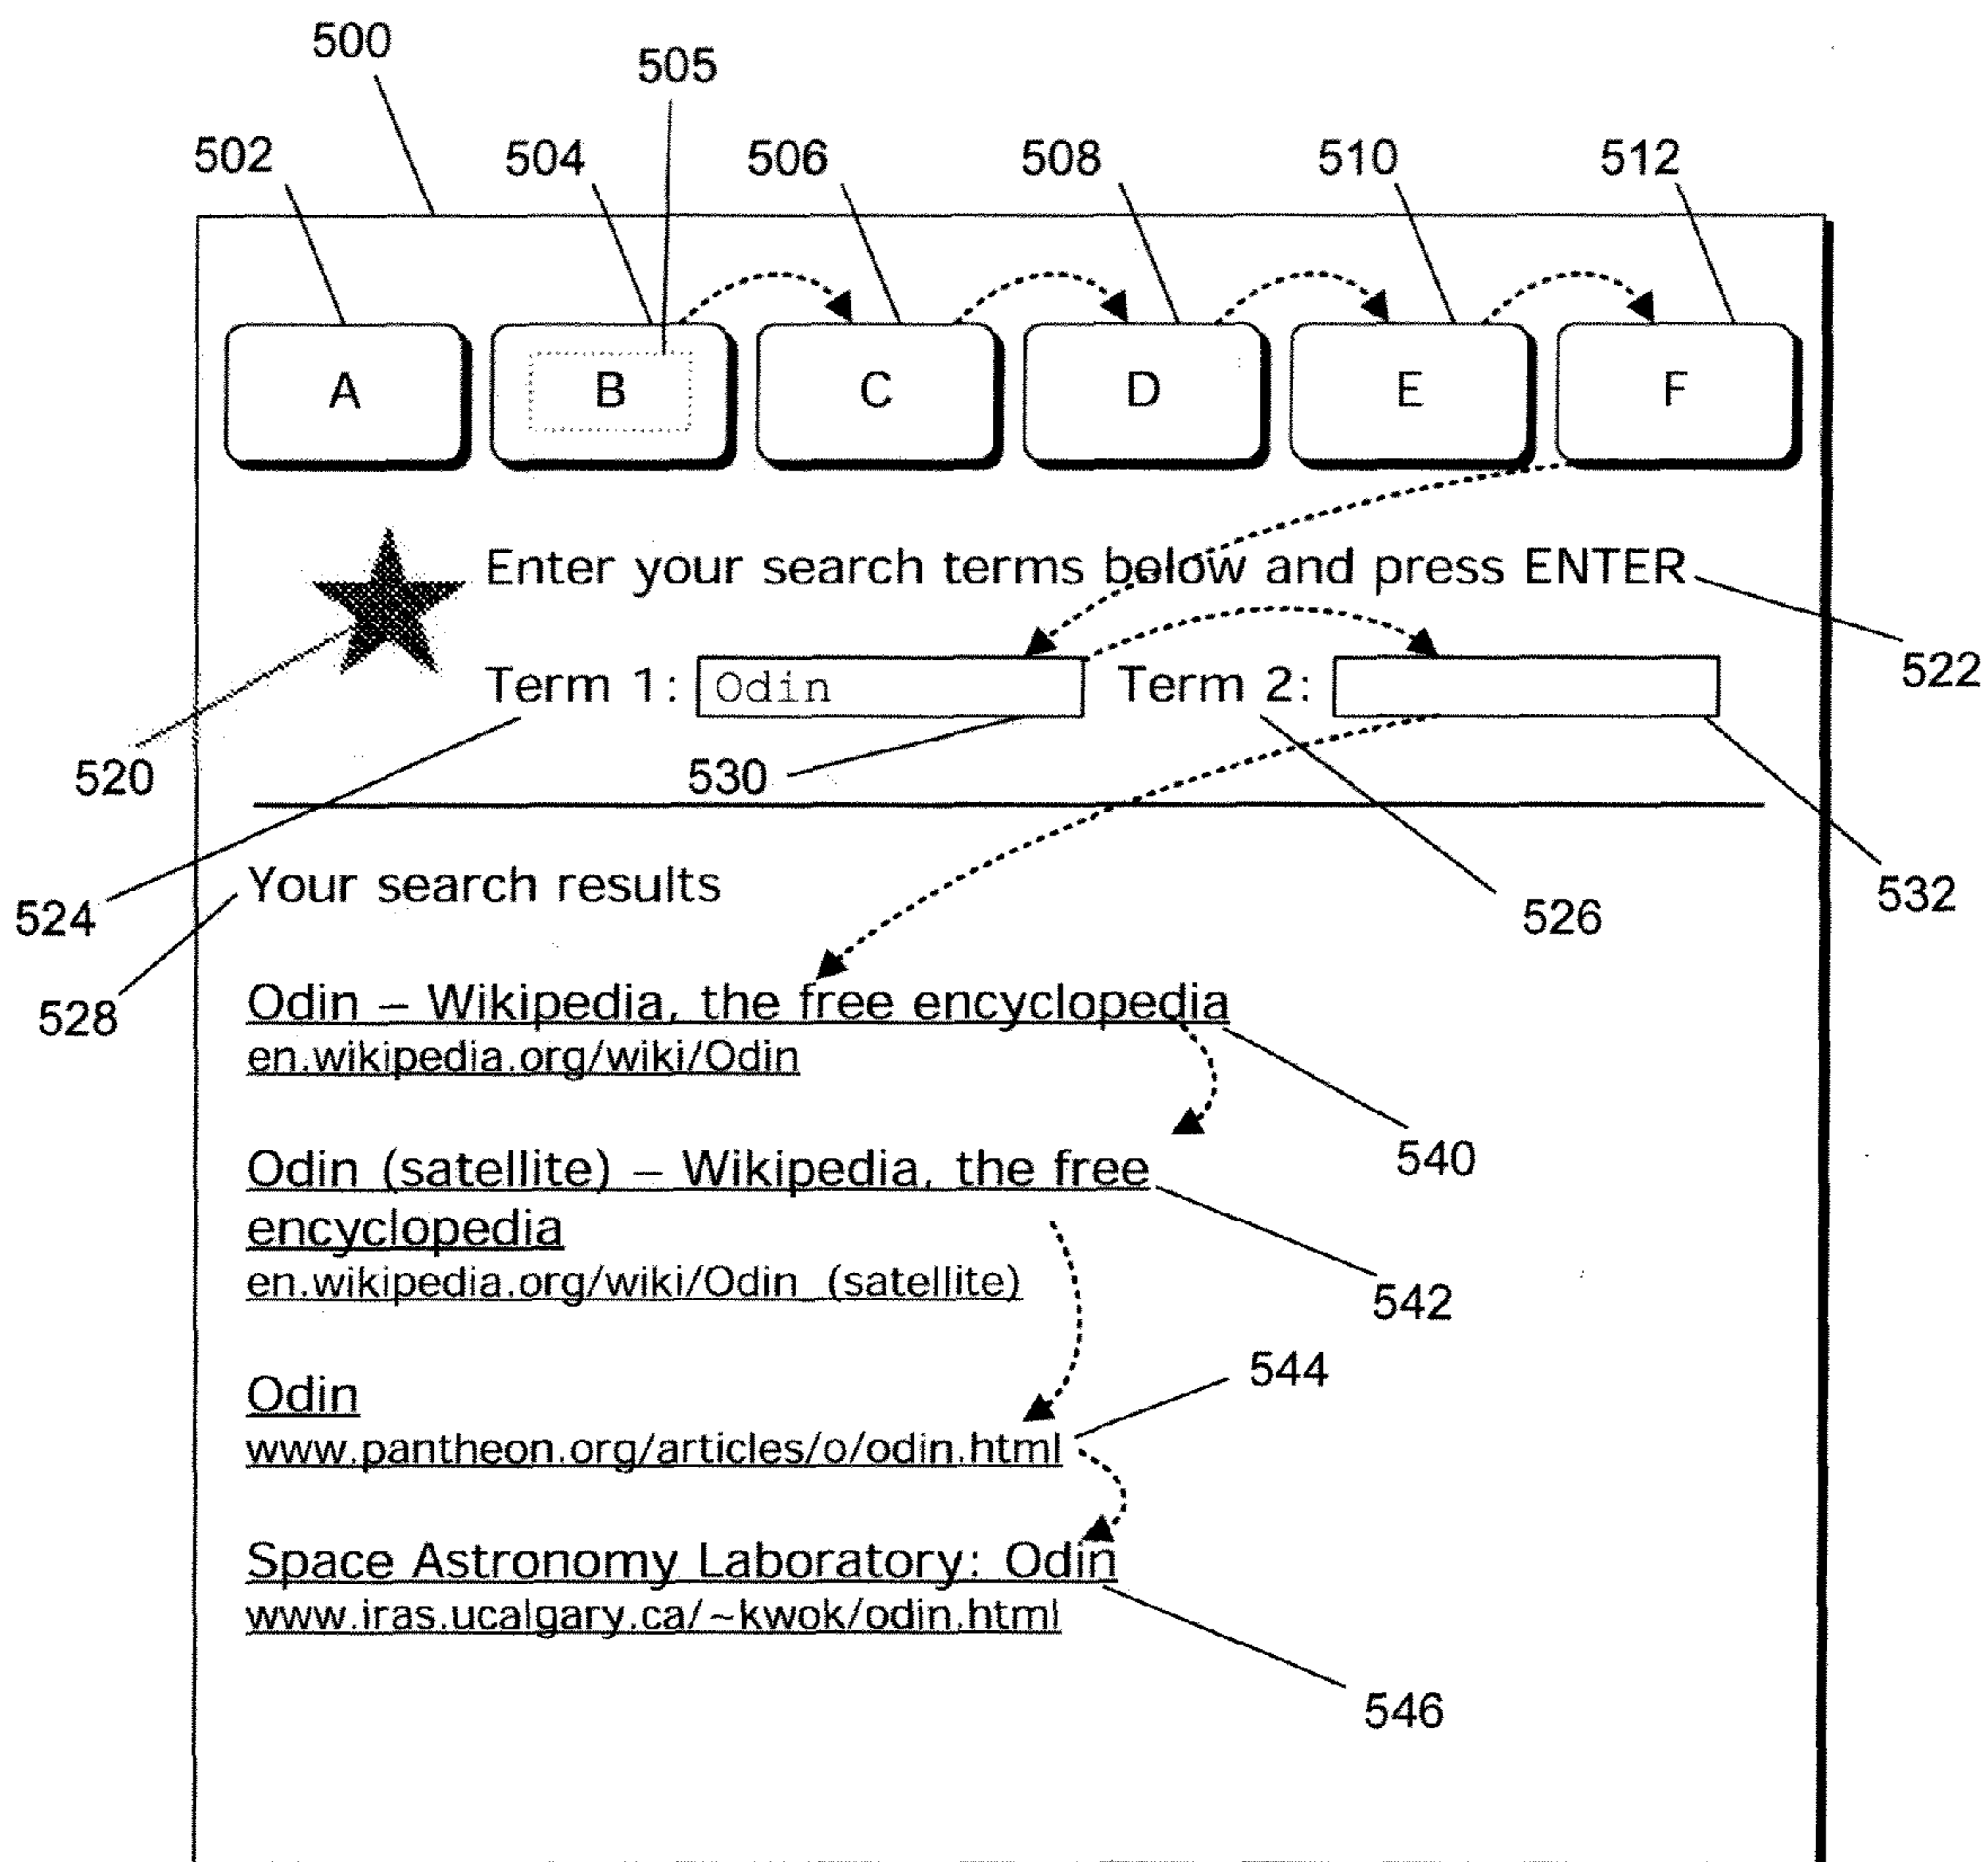 500
505
502 504 506 508 510 512
A B C D E F
Enter your search terms below and press ENTER
522
Term 1: Odin Term 2:
520 530
524 526 532
Your search results
528
Odin – Wikipedia, the free encyclopedia
en.wikipedia.org/wiki/Odin
540
Odin (satellite) – Wikipedia, the free
encyclopedia
en.wikipedia.org/wiki/Odin_(satellite)
542
544
Odin
www.pantheon.org/articles/o/odin.html
Space Astronomy Laboratory: Odin
www.iras.ucalgary.ca/~kwok/odin.html
546